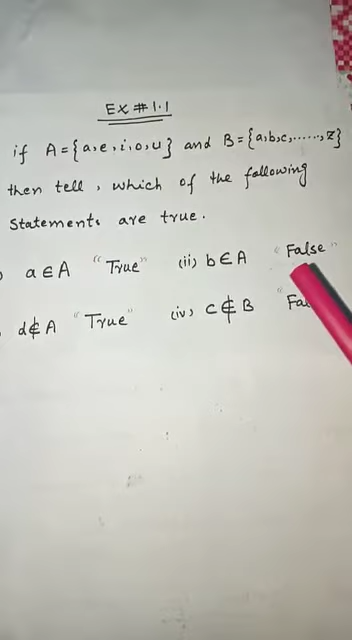 EX # 1.1
if A={a,e,i,o,u} and B={a,b,c,.....,z}
then tell, which of the following
Statements are true.
a∈A "True" (ii) b∈A "False"
d∉A "True" (iv) c∉B